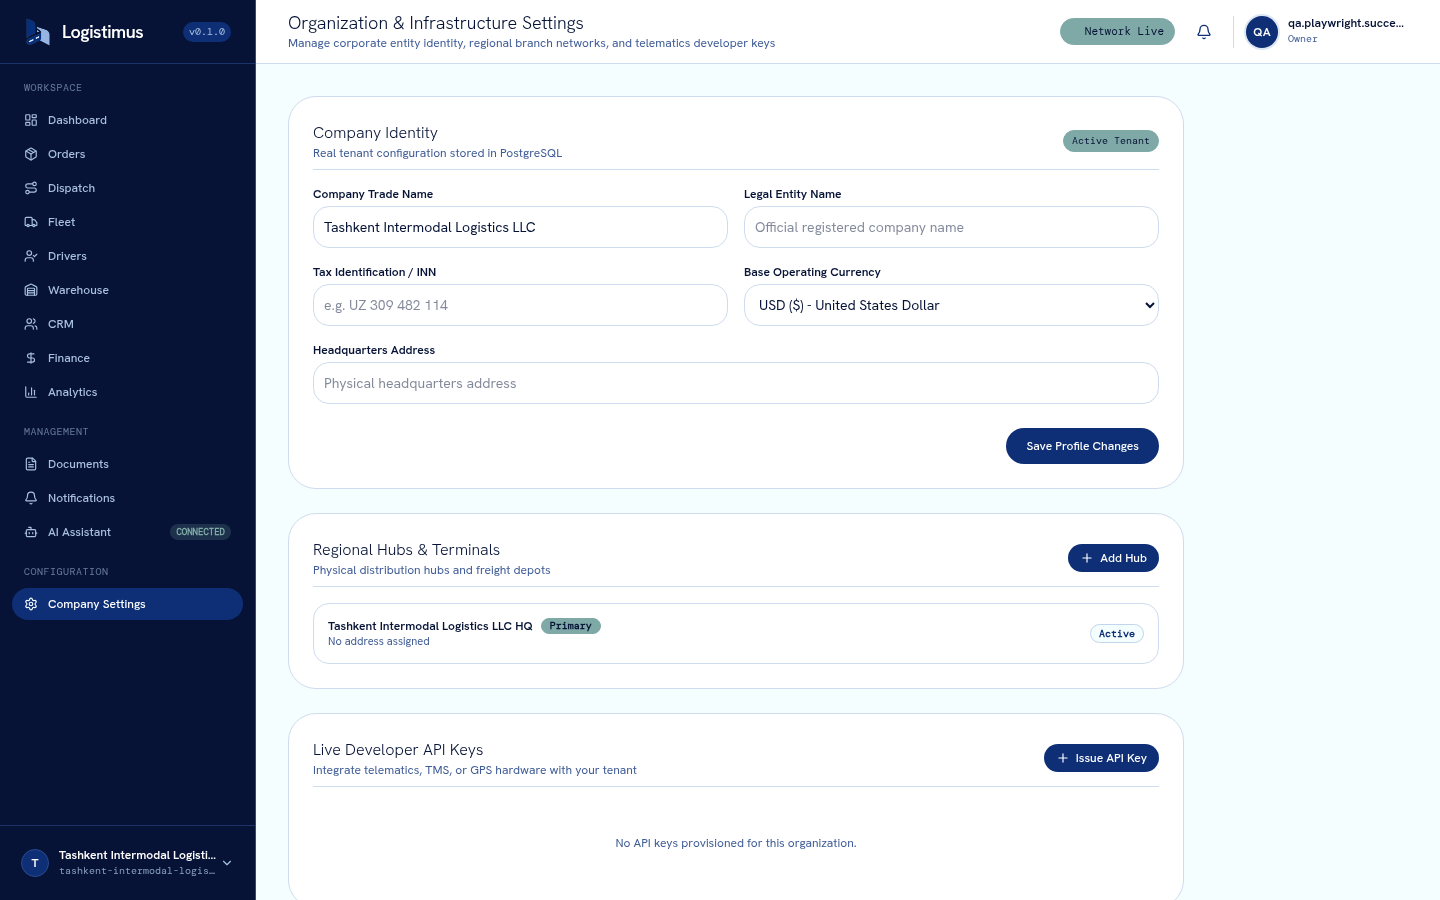 Logistimus
v0.1.0
WORKSPACE
Dashboard
Orders
Dispatch
Fleet
Drivers
Warehouse
CRM
Finance
Analytics
MANAGEMENT
Documents
Notifications
AI Assistant
CONNECTED
CONFIGURATION
Company Settings
T
Tashkent Intermodal Logisti...
tashkent-intermodal-logis...
Organization & Infrastructure Settings
Manage corporate entity identity, regional branch networks, and telematics developer keys
Network Live
QA
qa.playwright.succe...
Owner
Company Identity
Real tenant configuration stored in PostgreSQL
Active Tenant
Company Trade Name
Tashkent Intermodal Logistics LLC
Legal Entity Name
Official registered company name
Tax Identification / INN
e.g. UZ 309 482 114
Base Operating Currency
USD ($) - United States Dollar
Headquarters Address
Physical headquarters address
Save Profile Changes
Regional Hubs & Terminals
Physical distribution hubs and freight depots
Add Hub
Tashkent Intermodal Logistics LLC HQ
Primary
No address assigned
Active
Live Developer API Keys
Integrate telematics, TMS, or GPS hardware with your tenant
Issue API Key
No API keys provisioned for this organization.